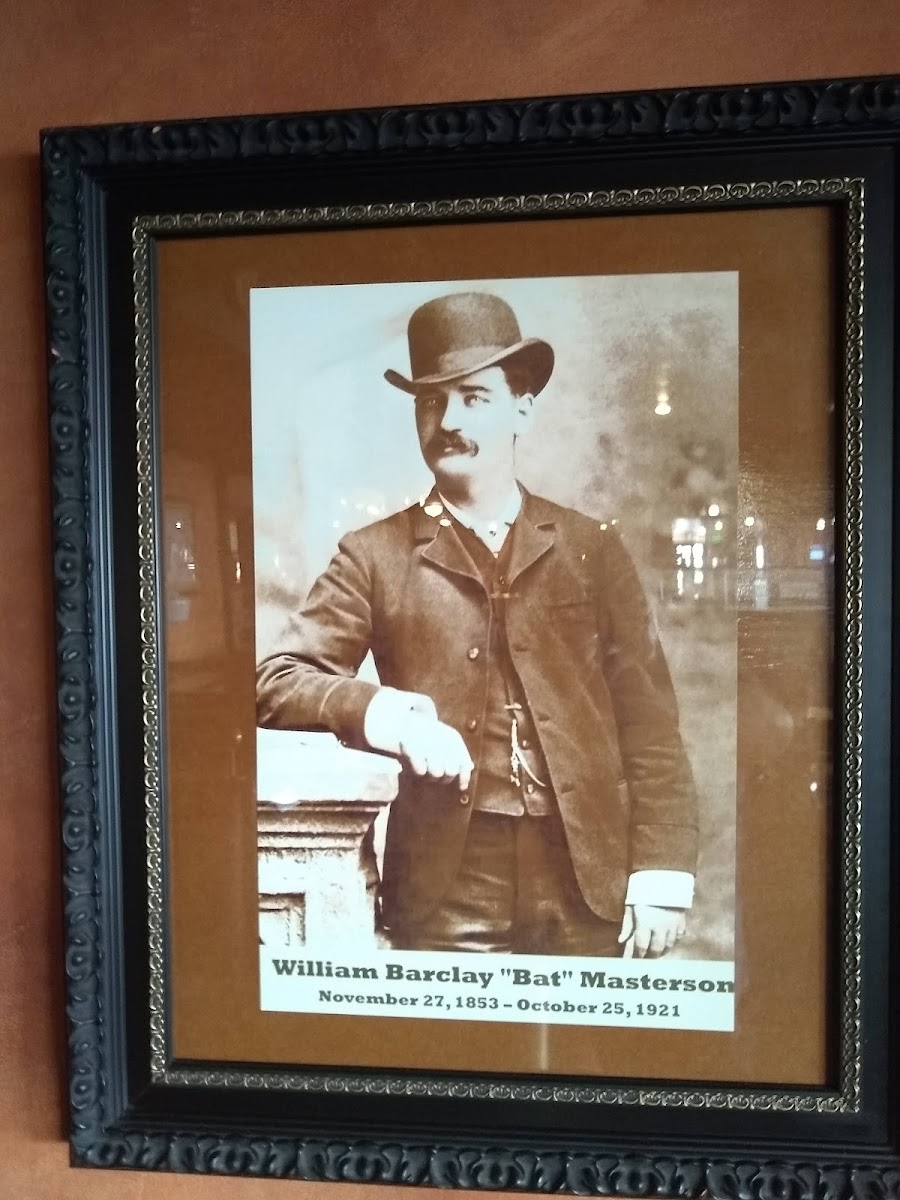 William Barclay "Bat" Masterson
November 27, 1853 – October 25, 1921